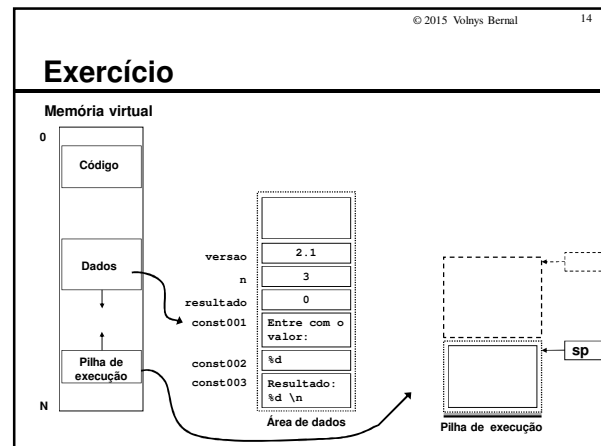 © 2015 Volnys Bernal 14
Exercício
Memória virtual
0
Código
Dados
Pilha de
execução
N
versao 2.1
n 3
resultado 0
const001 Entre com o
valor:
const002 %d
const003 Resultado:
%d \n
Área de dados
sp
Pilha de execução